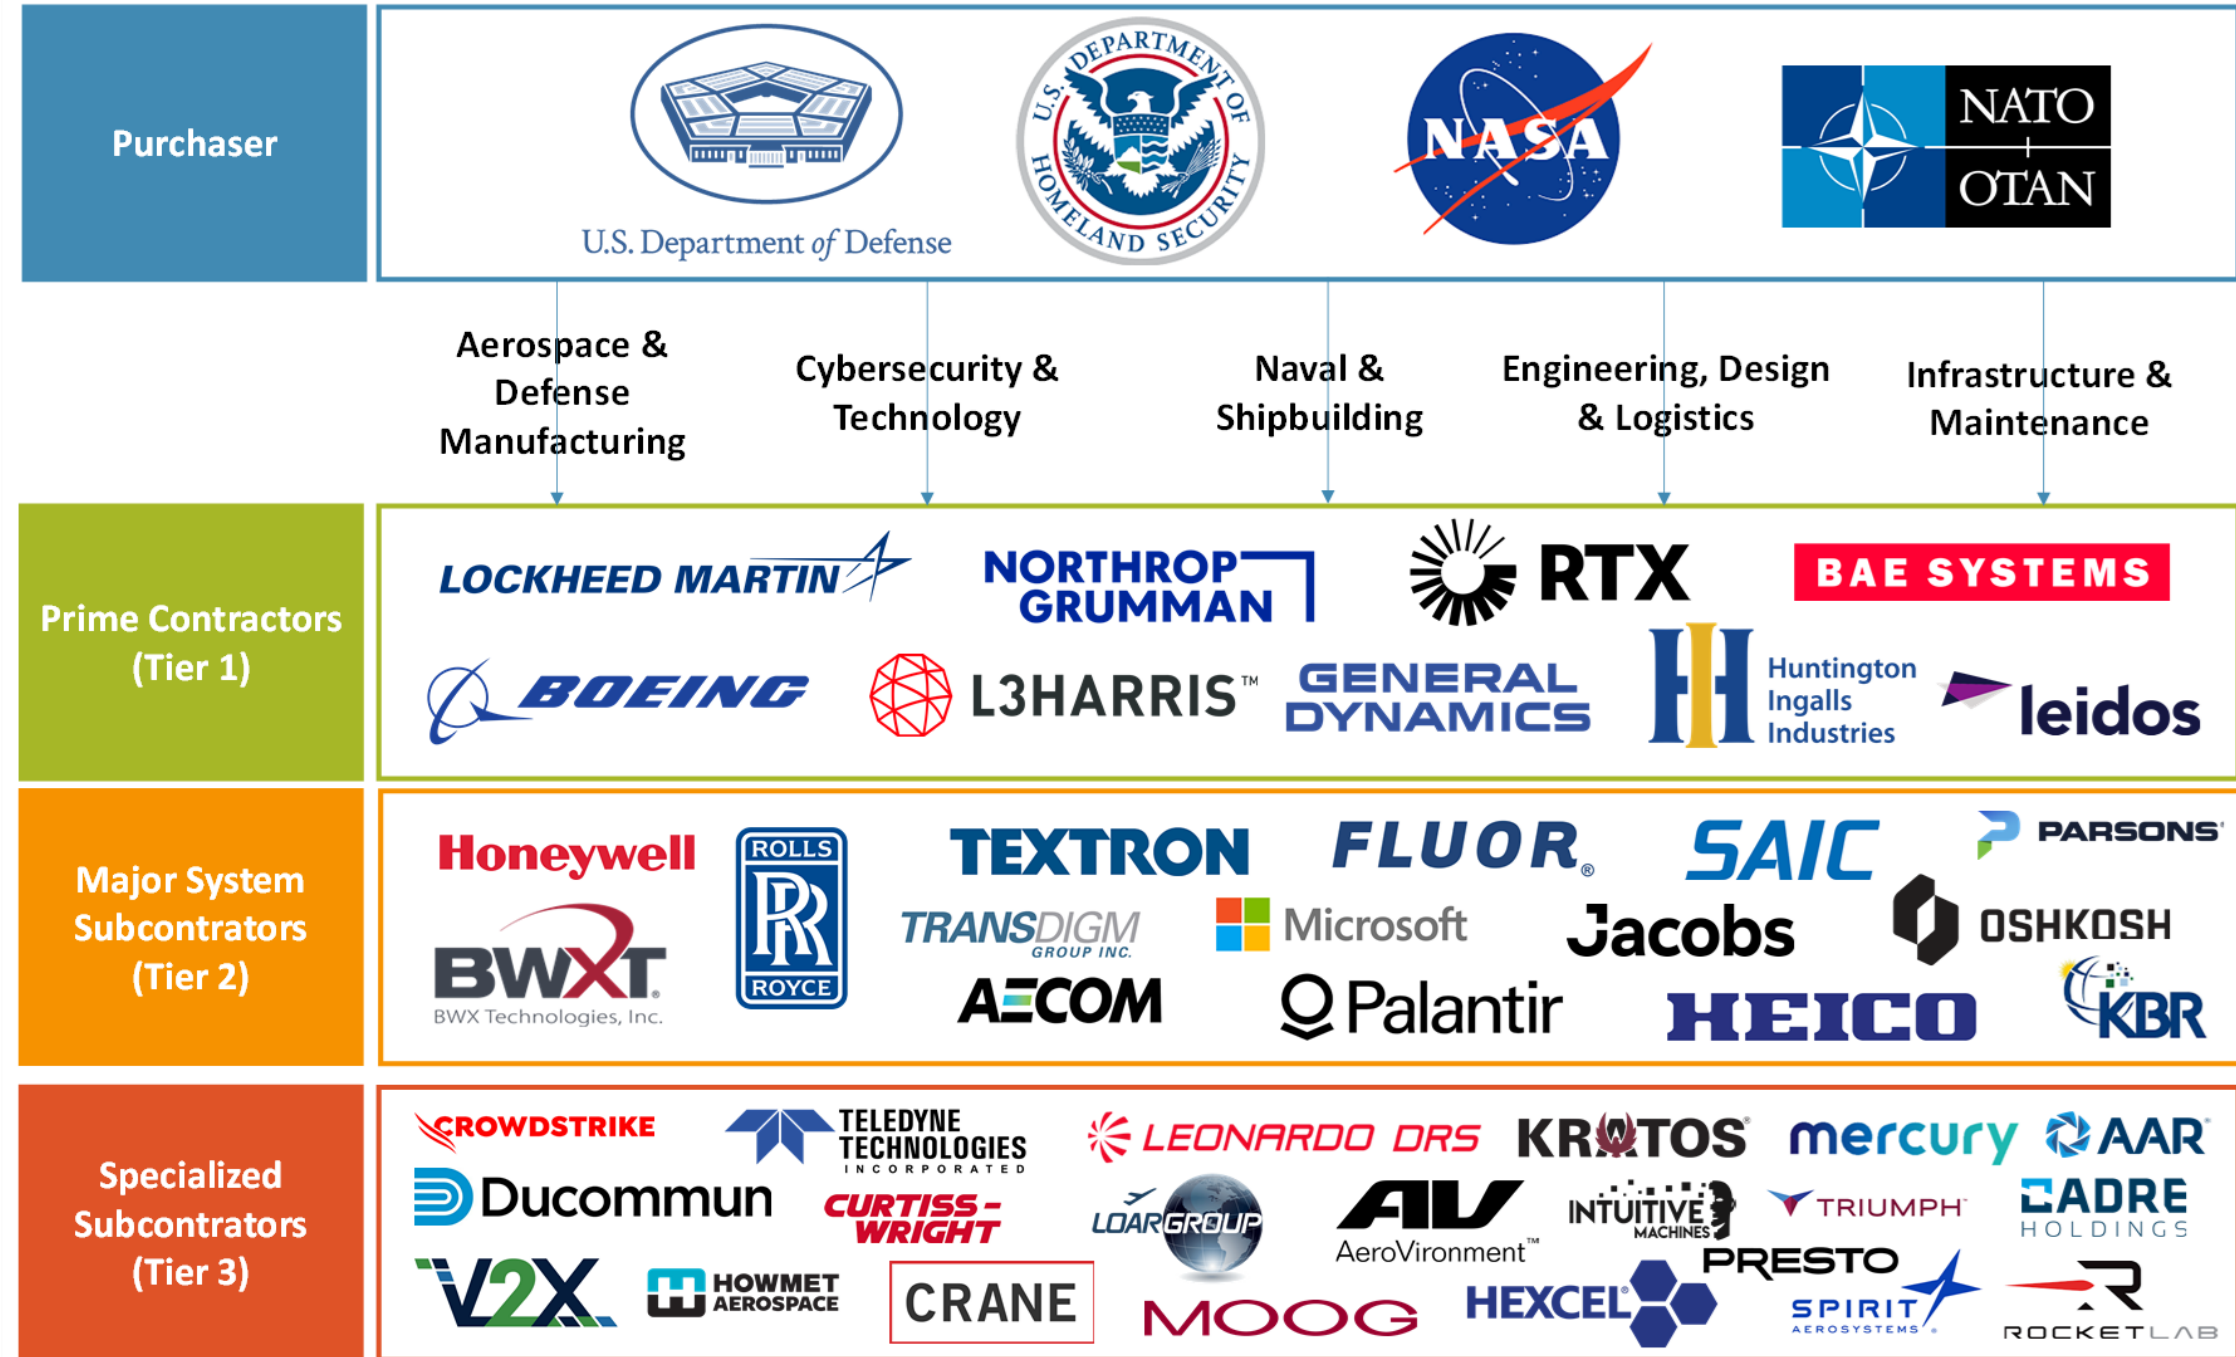 Purchaser
U.S. Department of Defense
U.S. DEPARTMENT OF
HOMELAND SECURITY
NASA
NATO
OTAN
Aerospace &
Defense
Manufacturing
Cybersecurity &
Technology
Naval &
Shipbuilding
Engineering, Design
& Logistics
Infrastructure &
Maintenance
Prime Contractors
(Tier 1)
LOCKHEED MARTIN
NORTHROP
GRUMMAN
RTX
BAE SYSTEMS
BOEING
L3HARRIS™
GENERAL
DYNAMICS
Huntington
Ingalls
Industries
leidos
Major System
Subcontrators
(Tier 2)
Honeywell
ROLLS
RR
ROYCE
TEXTRON
FLUOR®
SAIC
PARSONS
BWXT®
BWX Technologies, Inc.
TRANSDIGM
GROUP INC.
Microsoft
Jacobs
OSHKOSH
AECOM
Palantir
HEICO
KBR
Specialized
Subcontrators
(Tier 3)
CROWDSTRIKE
TELEDYNE
TECHNOLOGIES
INCORPORATED
LEONARDO DRS
KRATOS®
mercury
AAR
Ducommun
CURTISS-
WRIGHT
LOARGROUP
AV
AeroVironment™
INTUITIVE
MACHINES
TRIUMPH
CADRE
HOLDINGS
V2X
HOWMET
AEROSPACE
CRANE
MOOG
HEXCEL
PRESTO
SPIRIT
AEROSYSTEMS®
ROCKETLAB